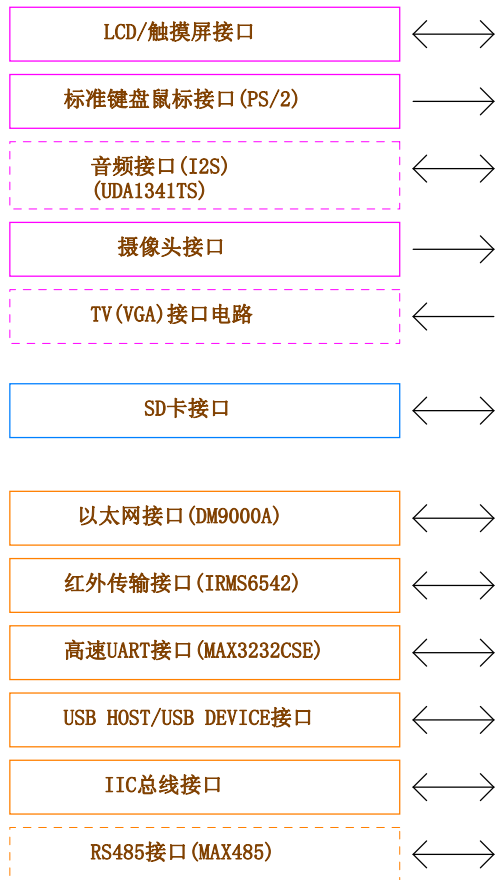 LCD/触摸屏接口
标准键盘鼠标接口(PS/2)
音频接口(I2S)
(UDA1341TS)
摄像头接口
TV(VGA)接口电路
SD卡接口
以太网接口(DM9000A)
红外传输接口(IRMS6542)
高速UART接口(MAX3232CSE)
USB HOST/USB DEVICE接口
IIC总线接口
RS485接口(MAX485)